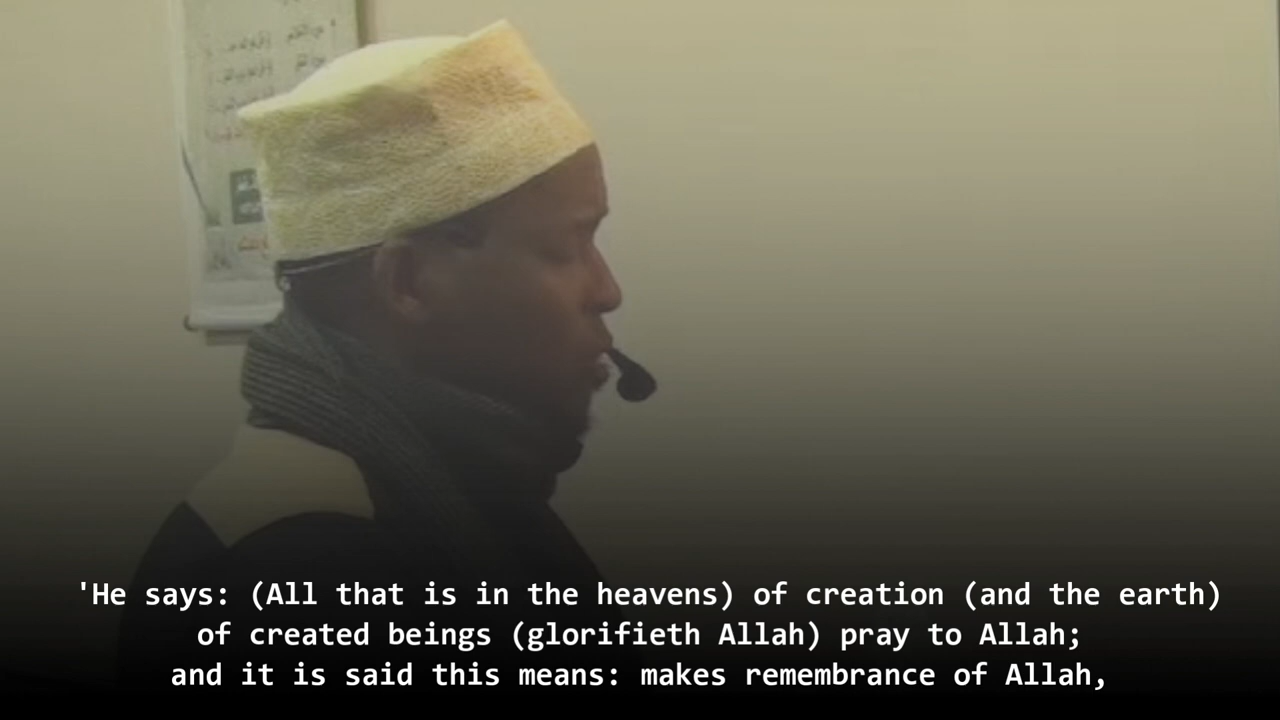 'He says: (All that is in the heavens) of creation (and the earth)
of created beings (glorifieth Allah) pray to Allah;
and it is said this means: makes remembrance of Allah,